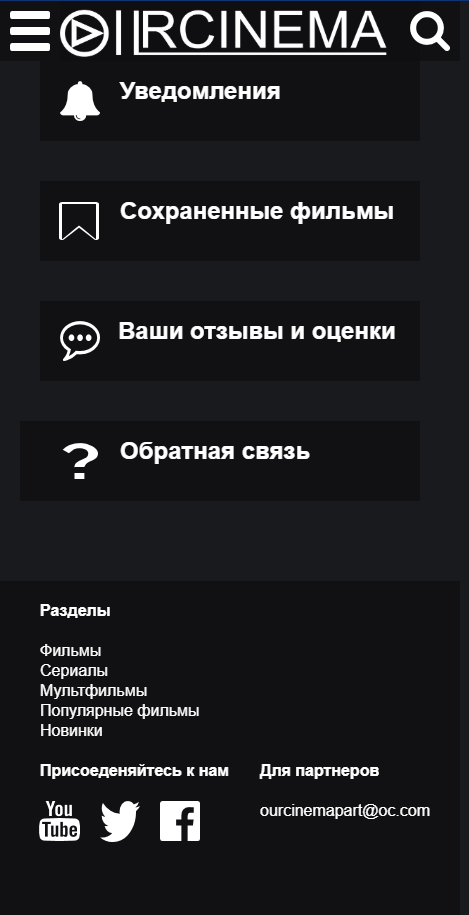 OURCINEMA
Уведомления
Сохраненные фильмы
Ваши отзывы и оценки
Обратная связь
Разделы
Фильмы
Сериалы
Мультфильмы
Популярные фильмы
Новинки
Присоеденяйтесь к нам
Для партнеров
You
Tube
ourcinemapart@oc.com